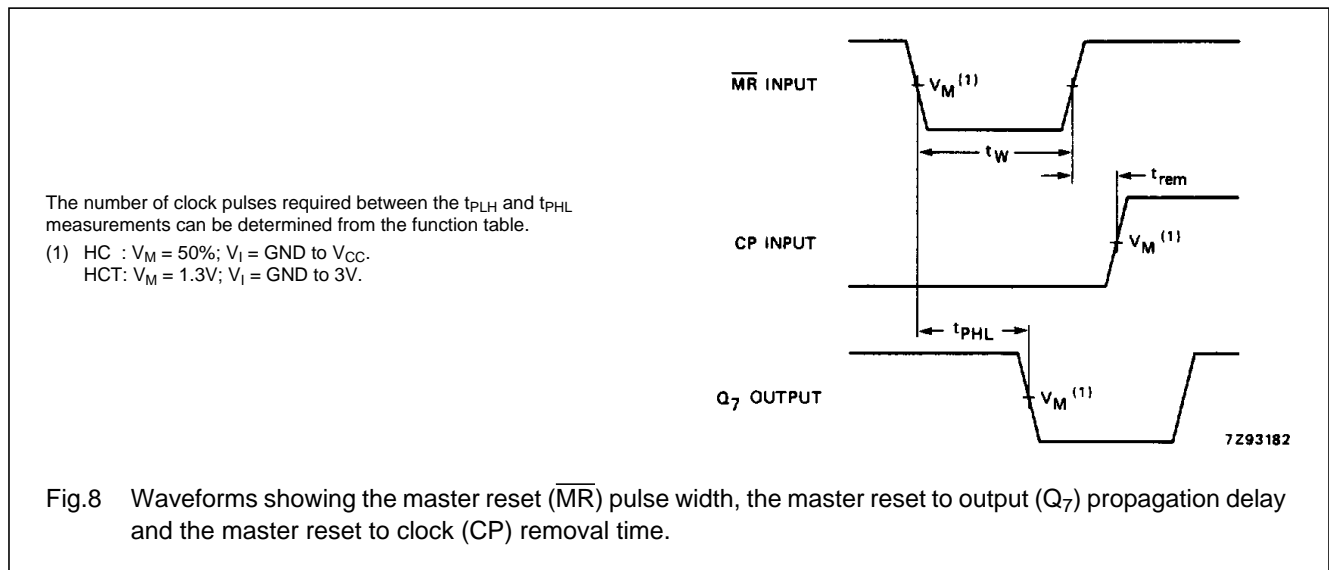 MR INPUT
VM(1)
tW
trem
The number of clock pulses required between the tPLH and tPHL
measurements can be determined from the function table.
(1) HC : VM = 50%; VI = GND to VCC.
HCT: VM = 1.3V; VI = GND to 3V.
CP INPUT
VM(1)
tPHL
Q7 OUTPUT
VM(1)
7Z93182
Fig.8 Waveforms showing the master reset (MR) pulse width, the master reset to output (Q7) propagation delay
and the master reset to clock (CP) removal time.